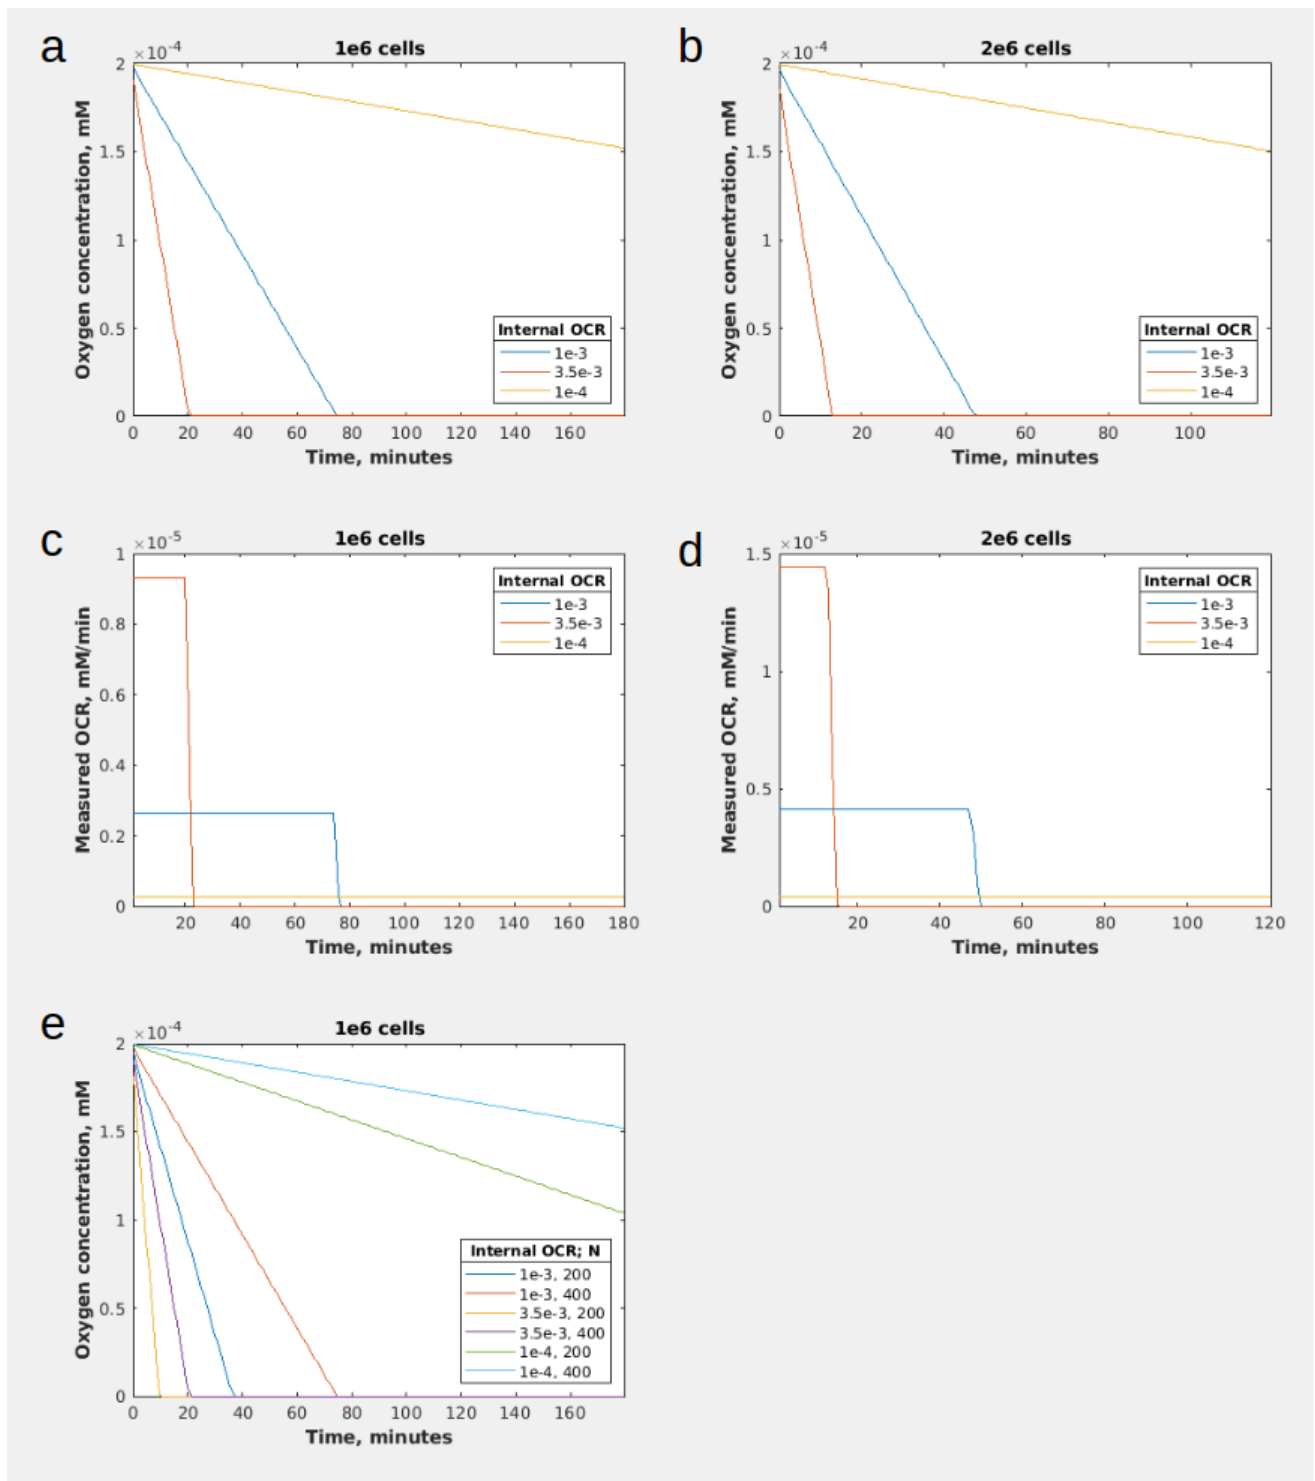 a
1e6 cells
×10⁻⁴
2
1.5
1
0.5
0
Oxygen concentration, mM
Internal OCR
1e-3
3.5e-3
1e-4
0 20 40 60 80 100 120 140 160
Time, minutes
b
2e6 cells
×10⁻⁴
2
1.5
1
0.5
0
Oxygen concentration, mM
Internal OCR
1e-3
3.5e-3
1e-4
0 20 40 60 80 100
Time, minutes
c
1e6 cells
×10⁻⁵
1
0.8
0.6
0.4
0.2
0
Measured OCR, mM/min
Internal OCR
1e-3
3.5e-3
1e-4
20 40 60 80 100 120 140 160 180
Time, minutes
d
2e6 cells
×10⁻⁵
1.5
1
0.5
0
Measured OCR, mM/min
Internal OCR
1e-3
3.5e-3
1e-4
20 40 60 80 100 120
Time, minutes
e
1e6 cells
×10⁻⁴
2
1.5
1
0.5
0
Oxygen concentration, mM
Internal OCR; N
1e-3, 200
1e-3, 400
3.5e-3, 200
3.5e-3, 400
1e-4, 200
1e-4, 400
0 20 40 60 80 100 120 140 160
Time, minutes